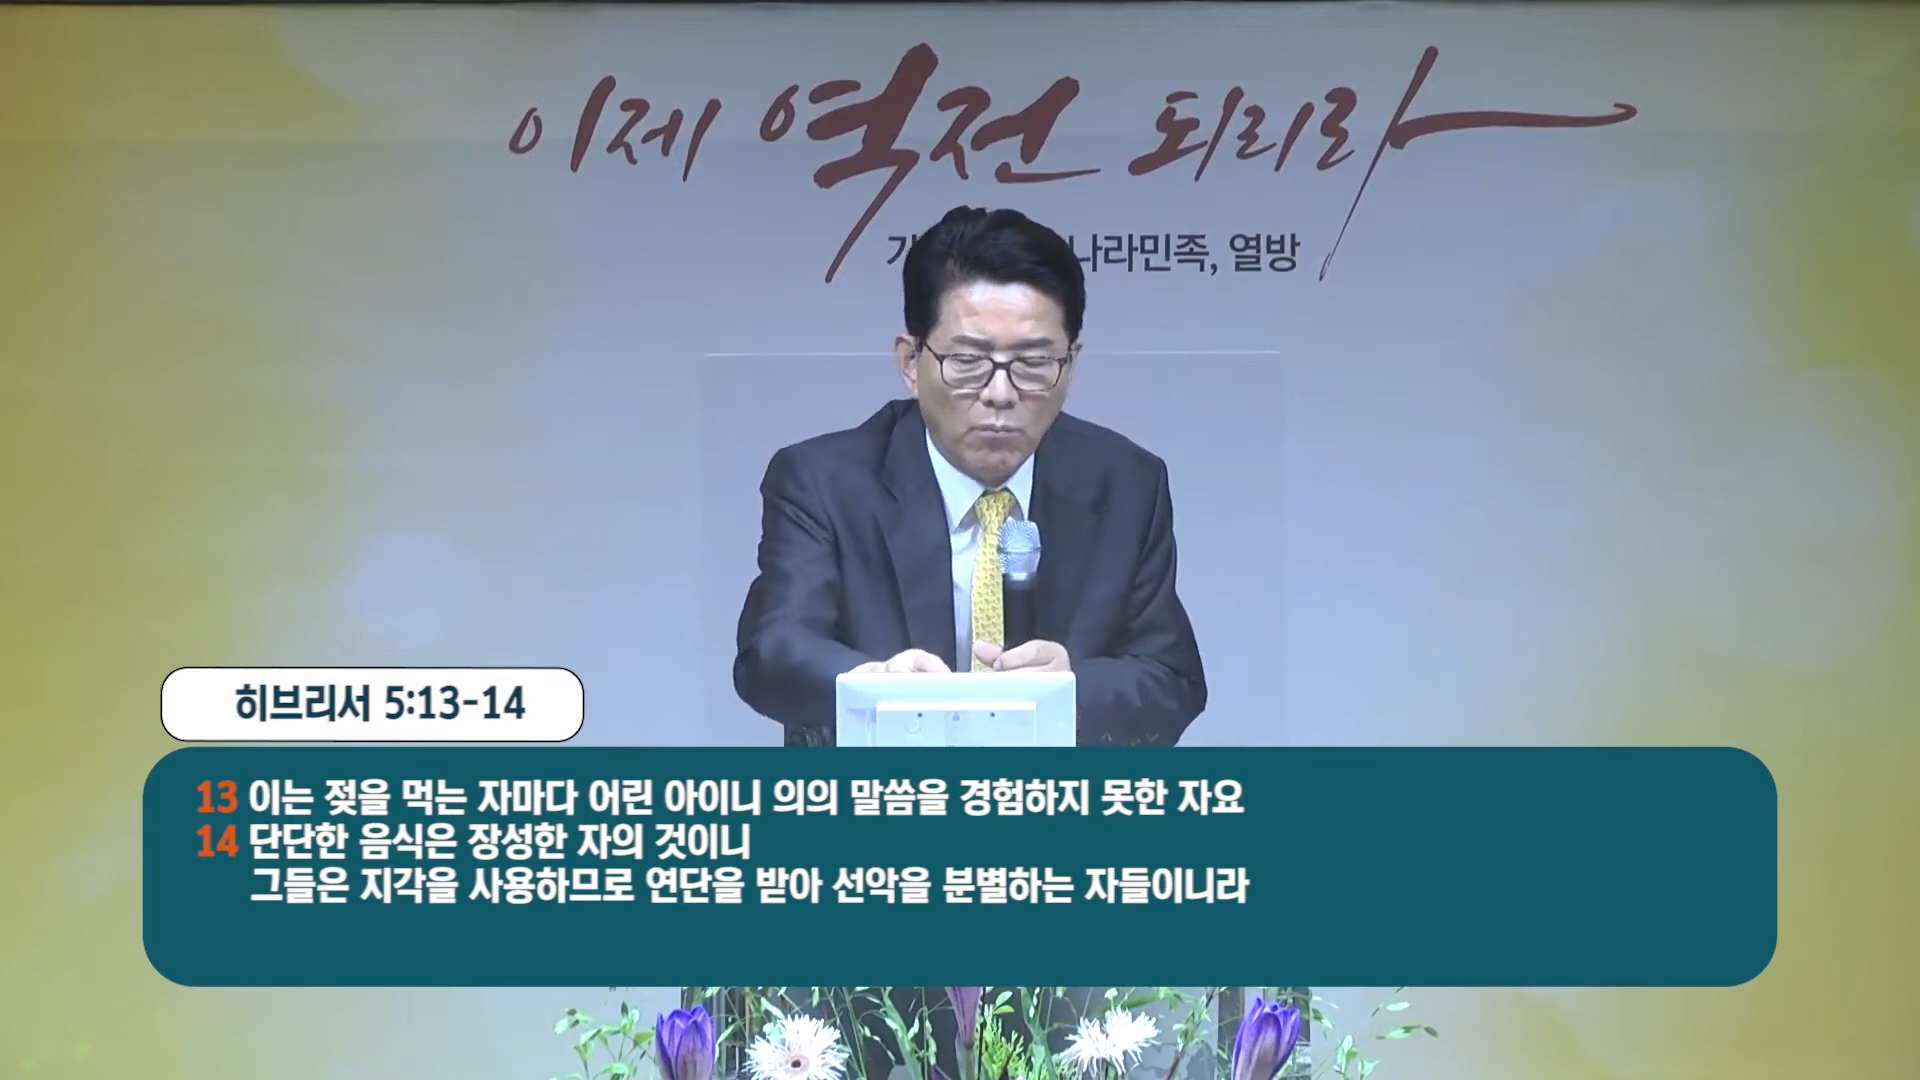 이제 역전 되리라
나라민족, 열방
히브리서 5:13-14
13 이는 젖을 먹는 자마다 어린 아이니 의의 말씀을 경험하지 못한 자요
14 단단한 음식은 장성한 자의 것이니
그들은 지각을 사용하므로 연단을 받아 선악을 분별하는 자들이니라